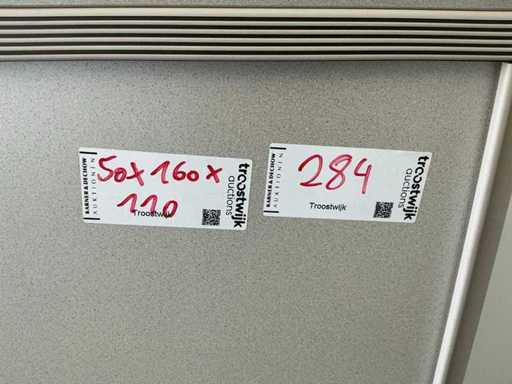 KARNER & DECHOW
AUKTIONEN
50x160x
110
Troostwijk
troostwijk
auctions
KARNER & DECHOW
AUKTIONEN
284
Troostwijk
troostwijk
auctions